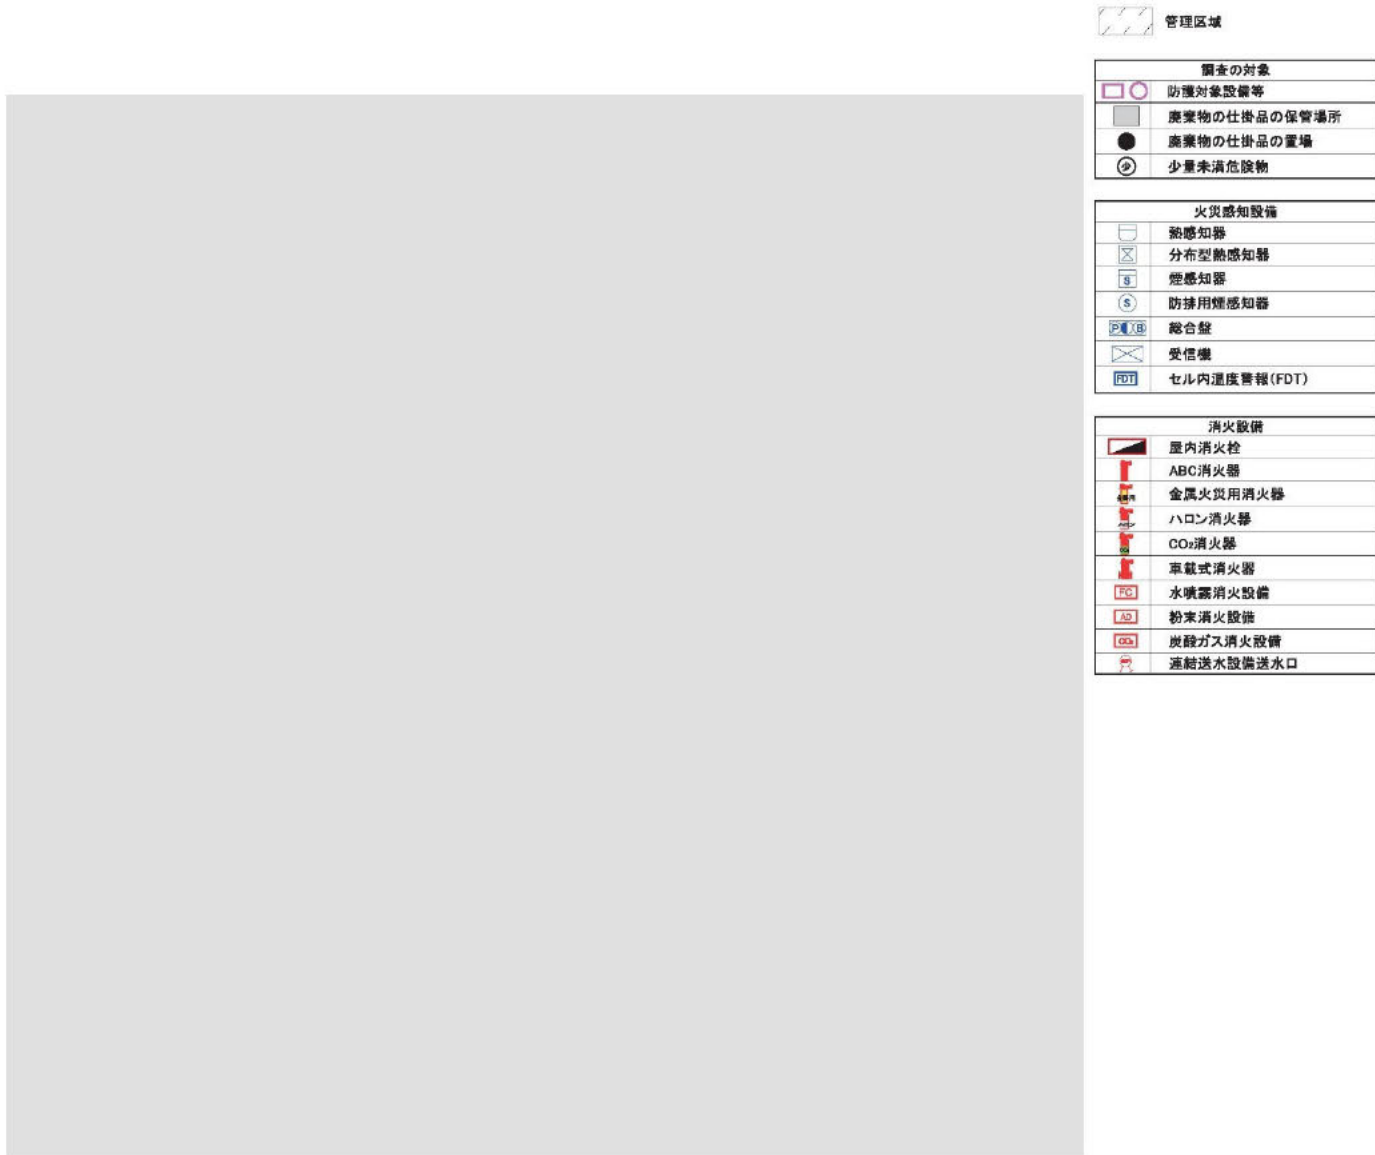 管理区域
調査の対象
防護対象設備等
廃棄物の仕掛品の保管場所
廃棄物の仕掛品の置場
少 少量未満危険物
火災感知設備
熱感知器
分布型熱感知器
S 煙感知器
S 防排用煙感知器
P B 総合盤
受信機
FDT セル内温度警報(FDT)
消火設備
屋内消火栓
ABC消火器
金属火災用消火器
ハロン消火器
CO₂消火器
車載式消火器
FC 水噴霧消火設備
AD 粉末消火設備
CO₂ 炭酸ガス消火設備
連結送水設備送水口